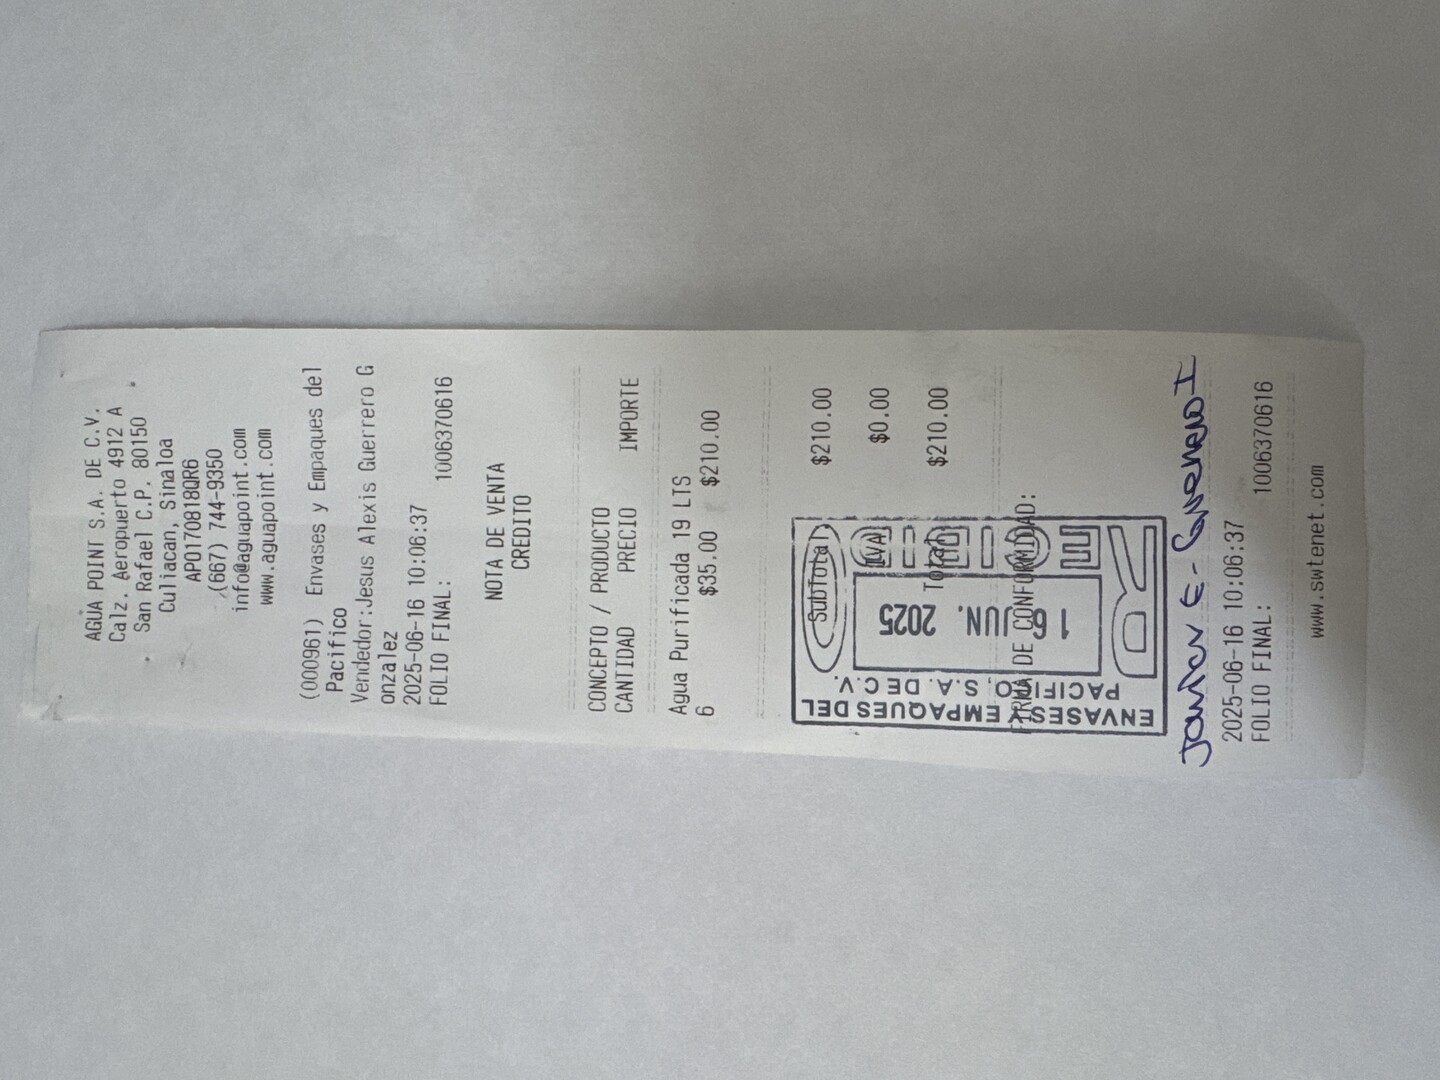 AGUA POINT S.A. DE C.V.
Calz. Aeropuerto 4912 A
San Rafael C.P. 80150
Culiacan, Sinaloa
APO170818QR6
(667) 744-9350
info@aguapoint.com
www.aguapoint.com
(000961) Envases y Empaques del
Pacifico
Vendedor:Jesus Alexis Guerrero G
onzalez
2025-06-16 10:06:37
FOLIO FINAL: 1006370616
NOTA DE VENTA
CREDITO
CONCEPTO / PRODUCTO
CANTIDAD PRECIO IMPORTE
Agua Purificada 19 LTS
6 $35.00 $210.00
SubTotal $210.00
IVA $0.00
Total $210.00
FIRMA DE CONFORMIDAD:
ENVASES Y EMPAQUES DEL
PACIFICO, S.A. DE C.V.
16 JUN. 2025
RECIBIDO
2025-06-16 10:06:37
FOLIO FINAL: 1006370616
www.swtenet.com